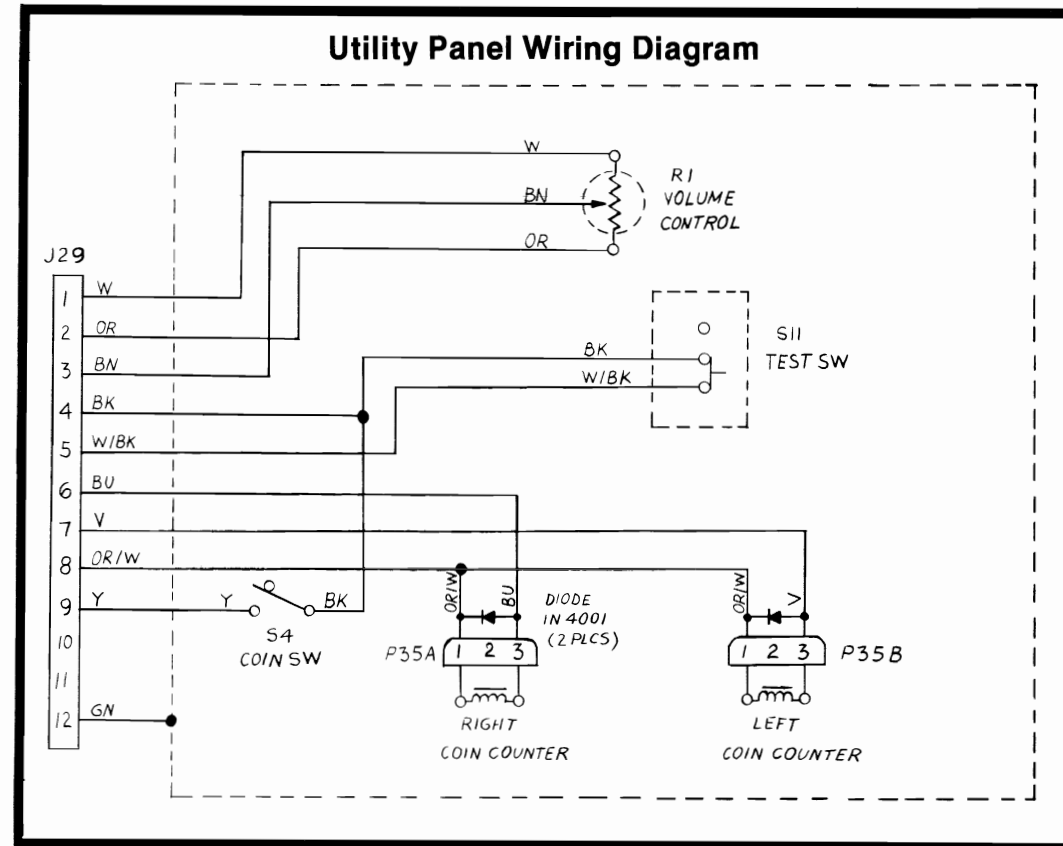 Utility Panel Wiring Diagram
W
R1
VOLUME
CONTROL
BN
OR
J29
1 W
2 OR
3 BN
4 BK
5 W/BK
6 BU
7 V
8 OR/W
9 Y
10
11
12 GN
BK
W/BK
S11
TEST SW
Y
BK
S4
COIN SW
OR/W
BU
DIODE
IN 4001
(2 PLCS)
OR/W
V
P35A
1 2 3
1 2 3
P35B
RIGHT
COIN COUNTER
LEFT
COIN COUNTER